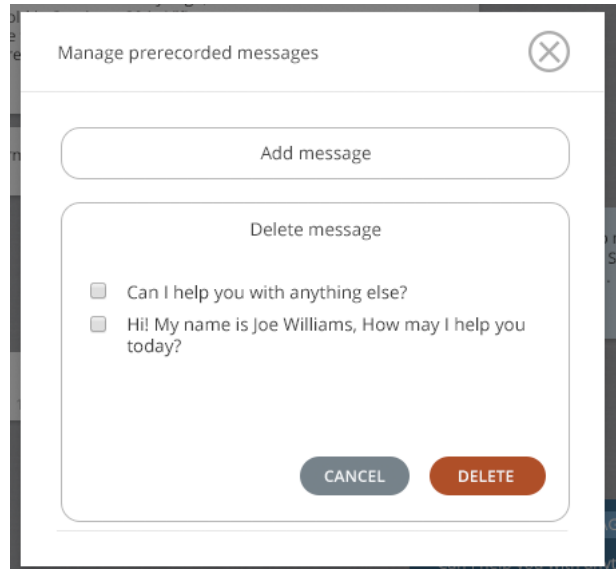 Manage prerecorded messages
Add message
Delete message
Can I help you with anything else?
Hi! My name is Joe Williams, How may I help you
today?
CANCEL
DELETE